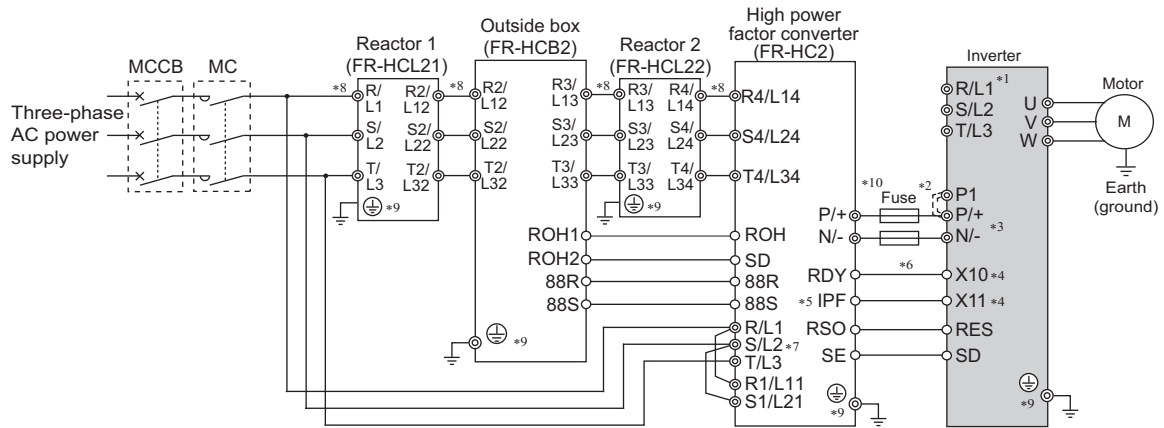 High power
factor converter
(FR-HC2)
Outside box
(FR-HCB2)
Reactor 1
(FR-HCL21)
Reactor 2
(FR-HCL22)
Inverter
MCCB
MC
Motor
Three-phase
AC power
supply
*8
R/
L1
R2/
L12
*8
R2/
L12
R3/
L13
*8
R3/
L13
R4/
L14
*8
R4/L14
R/L1
*1
S/
L2
S2/
L22
S2/
L22
S3/
L23
S3/
L23
S4/
L24
S4/L24
S/L2
T/
L3
T2/
L32
T2/
L32
T3/
L33
T3/
L33
T4/
L34
T4/L34
T/L3
U
V
W
M
Earth
(ground)
*9
*9
*10
Fuse
*2
P1
P/+
P/+
N/-
N/-
*3
ROH1
ROH
ROH2
SD
88R
88R
88S
88S
RDY
*6
X10
*4
*5
IPF
X11
*4
RSO
RES
SE
SD
*9
R/L1
S/L2
*7
T/L3
R1/L11
S1/L21
*9
*9